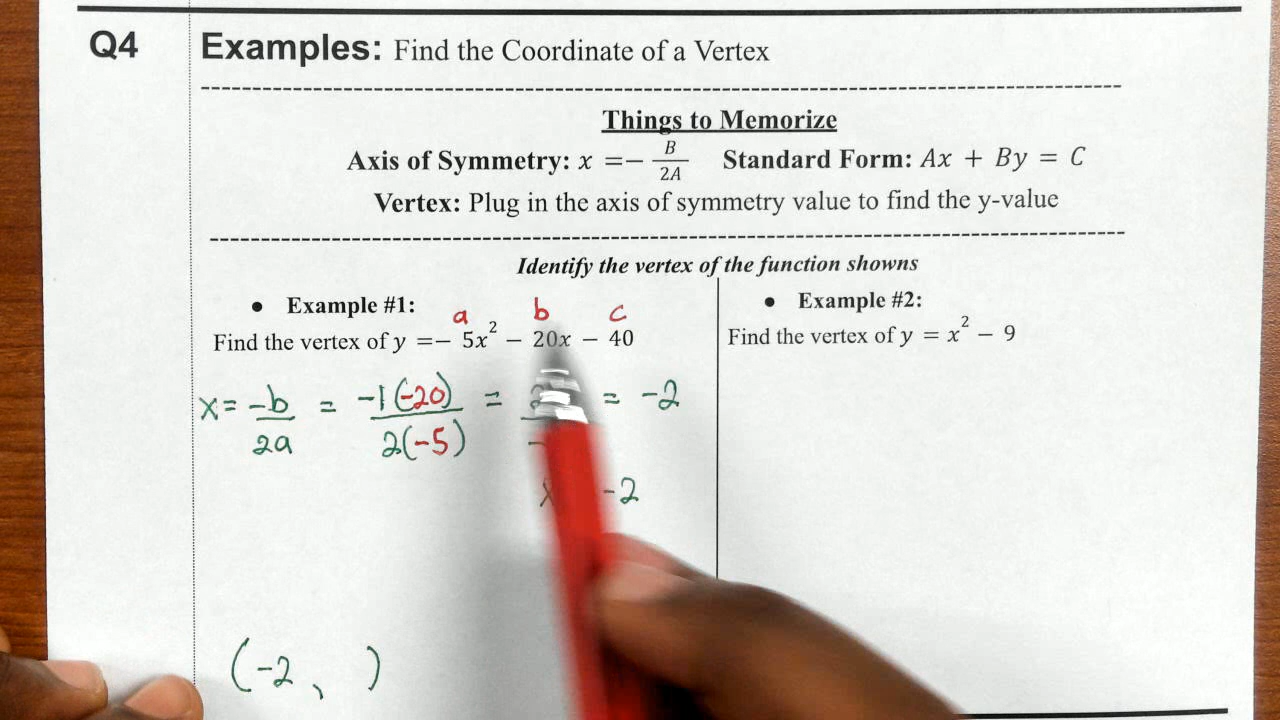 Q4 Examples: Find the Coordinate of a Vertex
Things to Memorize
Axis of Symmetry: x =− B/2A Standard Form: Ax + By = C
Vertex: Plug in the axis of symmetry value to find the y-value
Identify the vertex of the function showns
• Example #1:
a b c
Find the vertex of y =− 5x² − 20x − 40
x = -b/2a = -1(-20)/2(-5) = = -2
-2
(-2, )
• Example #2:
Find the vertex of y = x² − 9